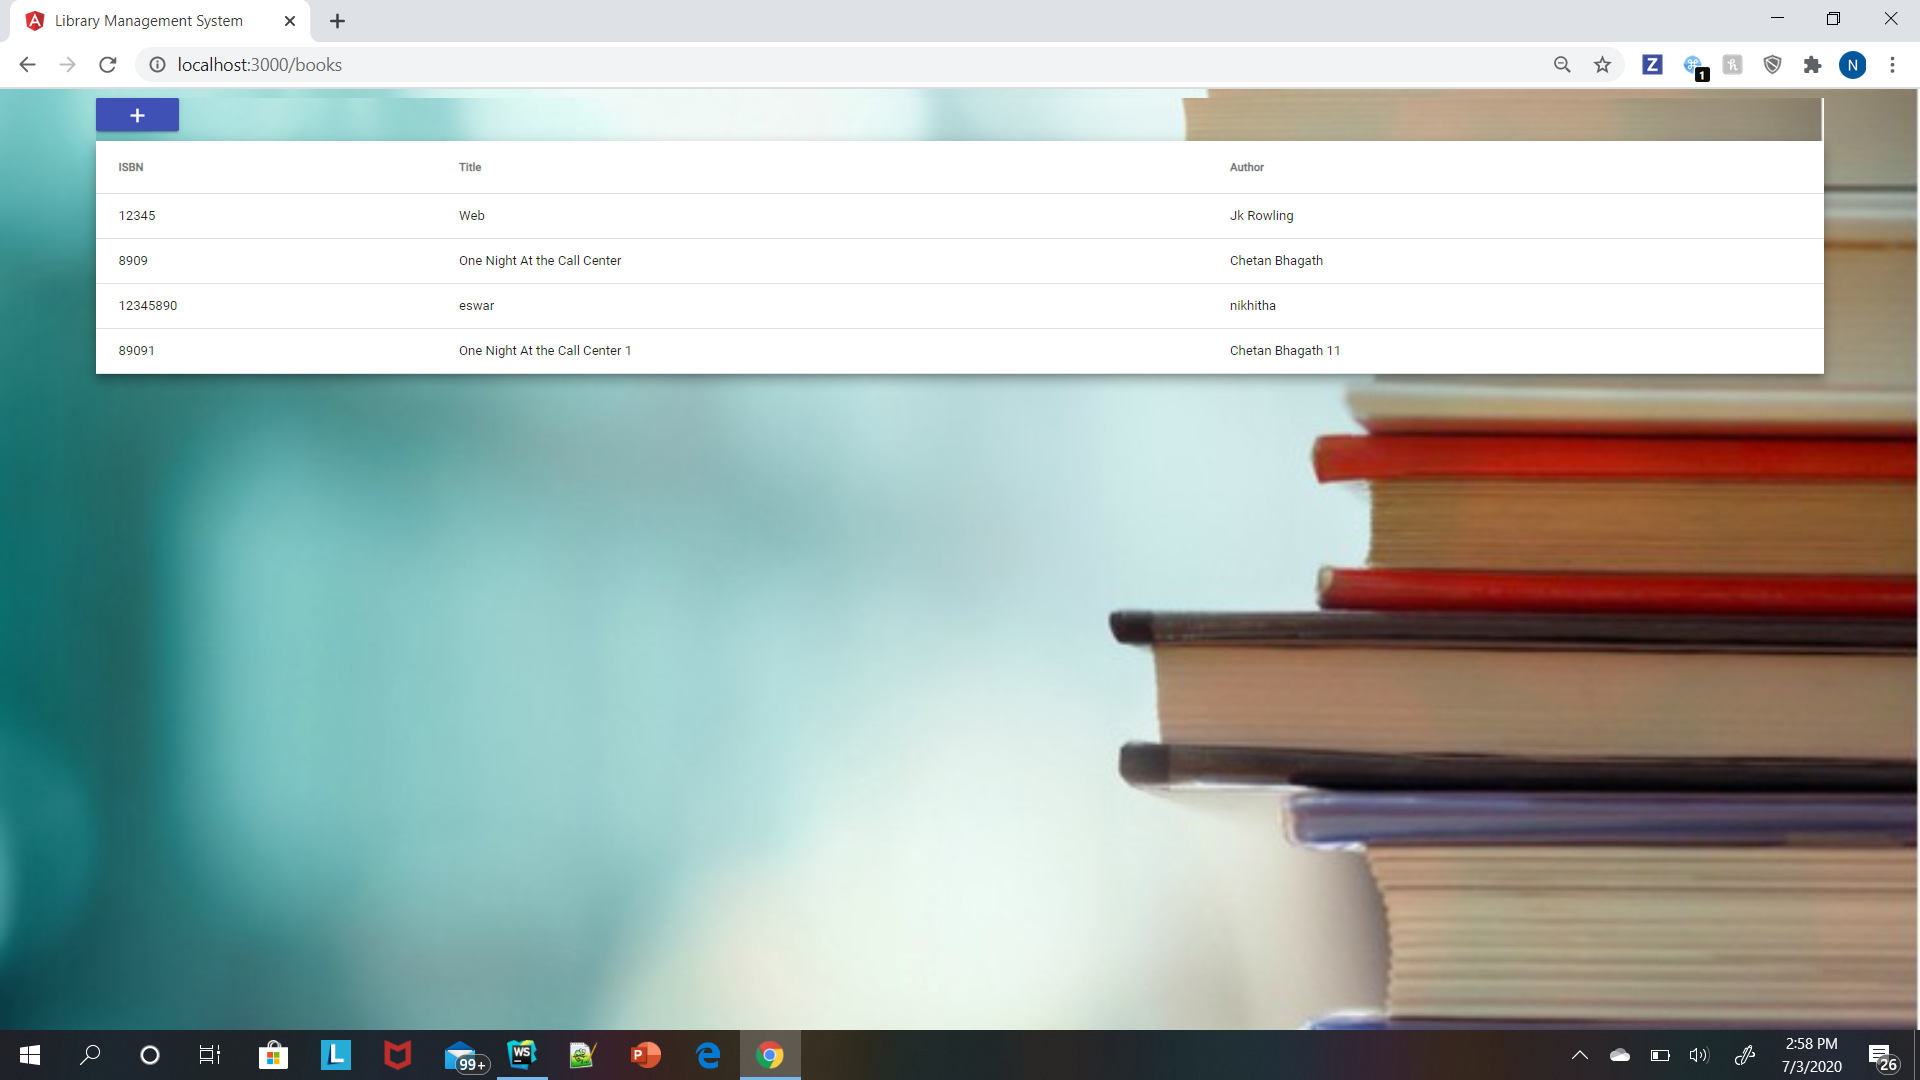 Library Management System
localhost:3000/books
Z
1
N
ISBN Title Author
12345 Web Jk Rowling
8909 One Night At the Call Center Chetan Bhagath
12345890 eswar nikhitha
89091 One Night At the Call Center 1 Chetan Bhagath 11
L
99+
WS
P
2:58 PM
7/3/2020
26